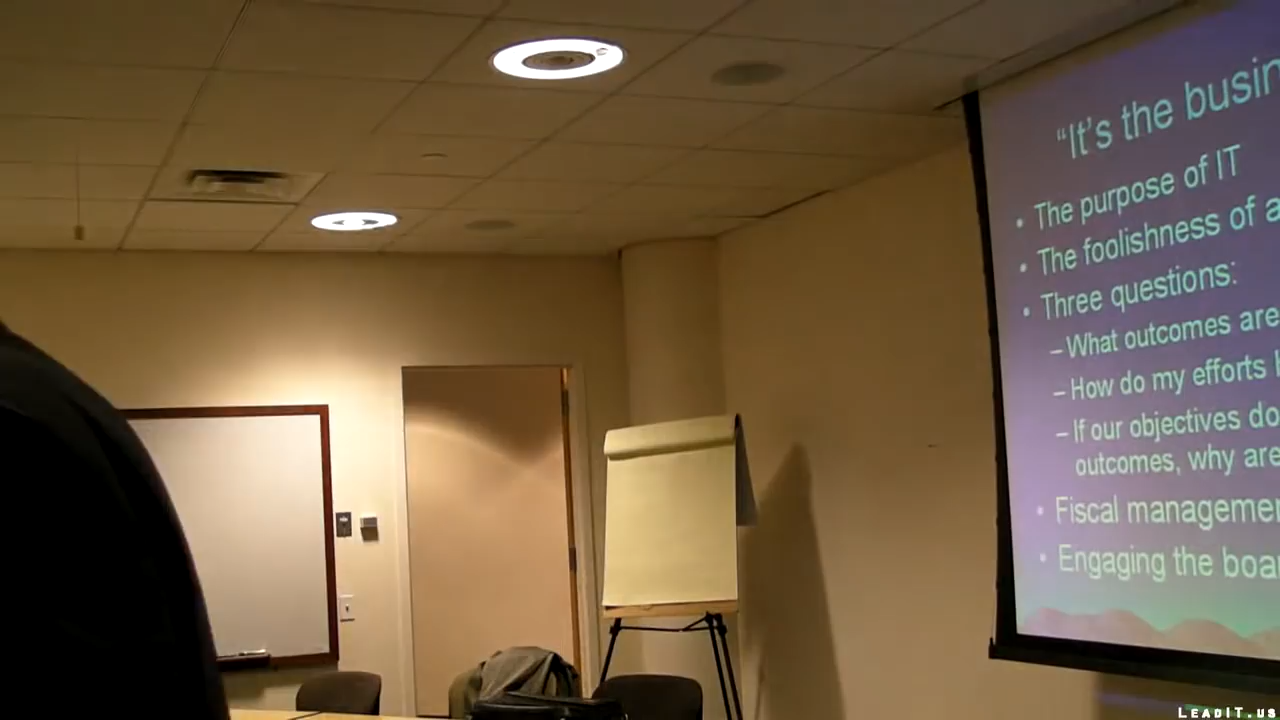 “It's the busin
• The purpose of IT
• The foolishness of a
• Three questions:
– What outcomes are
– How do my efforts
– If our objectives do
outcomes, why are
• Fiscal managemen
• Engaging the boa
LeadIT.us